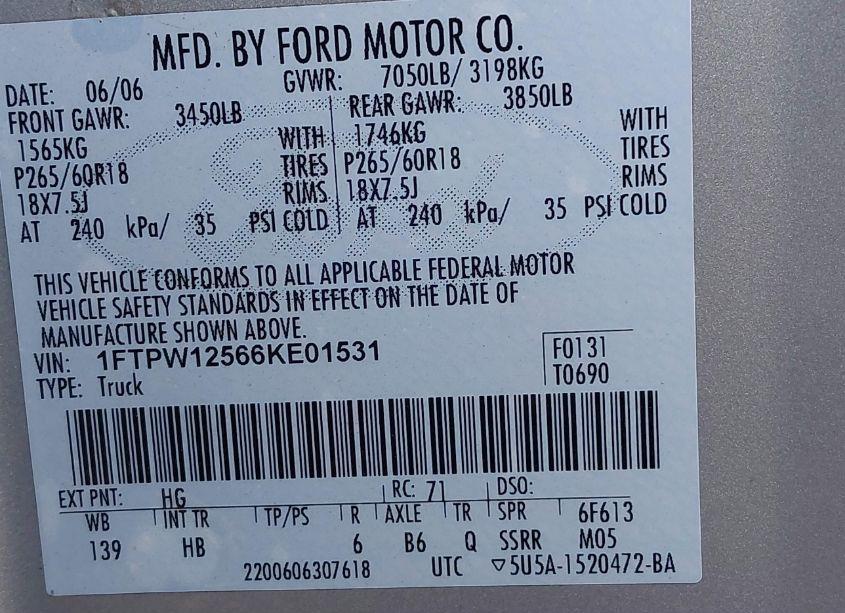 MFD. BY FORD MOTOR CO.
DATE: 06/06 GVWR: 7050LB/ 3198KG
FRONT GAWR: 3450LB REAR GAWR: 3850LB
1565KG WITH 1746KG WITH
P265/60R18 TIRES P265/60R18 TIRES
18X7.5J RIMS 18X7.5J RIMS
AT 240 kPa/ 35 PSI COLD AT 240 kPa/ 35 PSI COLD
THIS VEHICLE CONFORMS TO ALL APPLICABLE FEDERAL MOTOR
VEHICLE SAFETY STANDARDS IN EFFECT ON THE DATE OF
MANUFACTURE SHOWN ABOVE.
VIN: 1FTPW12566KE01531 F0131
TYPE: Truck T0690
EXT PNT: HG RC: 71 DSO:
WB INT TR TP/PS R AXLE TR SPR 6F613
139 HB 6 B6 Q SSRR M05
2200606307618 UTC ▽5U5A-1520472-BA